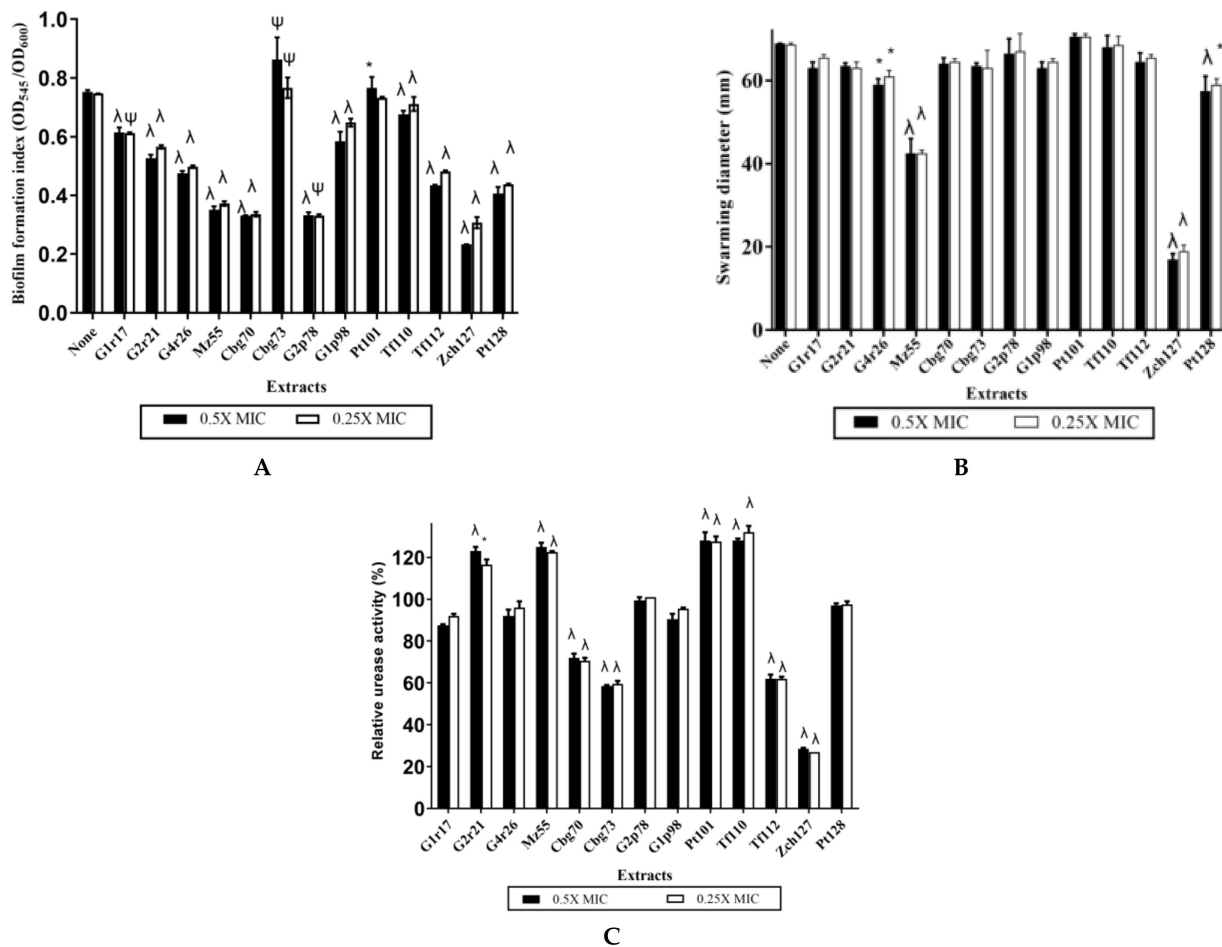 Biofilm formation index (OD545/OD600)
1.0
0.8
0.6
0.4
0.2
0.0
λ ψ λ λ λ λ λ λ λ λ ψ ψ λ ψ λ λ * λ λ λ λ λ λ λ λ
None G1r17 G2r21 G4r26 Mz55 Cbg70 Cbg73 G2p78 G1p98 Pt101 Tf110 Tf112 Zch127 Pt128
Extracts
0.5X MIC 0.25X MIC
A
Swarming diameter (mm)
60
40
20
0
* * λ λ λ λ λ *
None G1r17 G2r21 G4r26 Mz55 Cbg70 Cbg73 G2p78 G1p98 Pt101 Tf110 Tf112 Zch127 Pt128
Extracts
0.5X MIC 0.25X MIC
B
Relative urease activity (%)
120
100
80
60
40
20
0
λ * λ λ λ λ λ λ λ λ λ λ λ λ λ λ
G1r17 G2r21 G4r26 Mz55 Cbg70 Cbg73 G2p78 G1p98 Pt101 Tf110 Tf112 Zch127 Pt128
Extracts
0.5X MIC 0.25X MIC
C